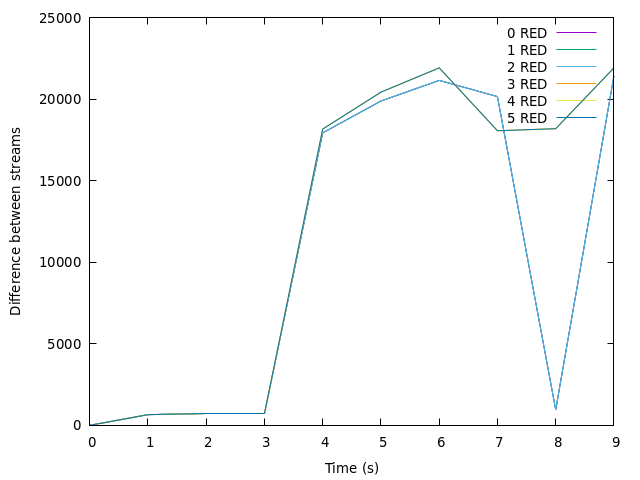 25000
20000
15000
10000
5000
0
Difference between streams
0 RED
1 RED
2 RED
3 RED
4 RED
5 RED
0 1 2 3 4 5 6 7 8 9
Time (s)